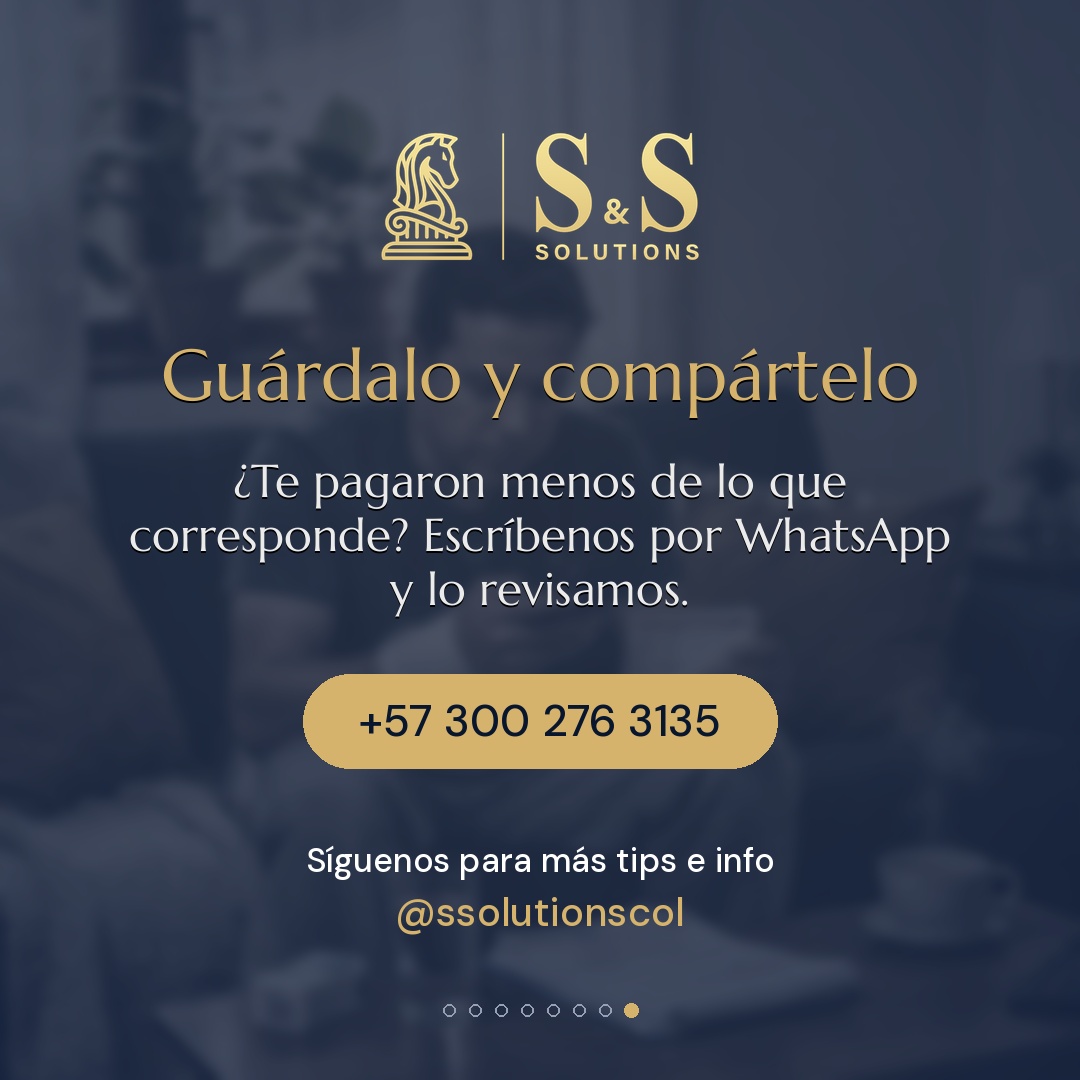 S&S
SOLUTIONS
Guárdalo y compártelo
¿Te pagaron menos de lo que
corresponde? Escríbenos por WhatsApp
y lo revisamos.
+57 300 276 3135
Síguenos para más tips e info
@ssolutionscol